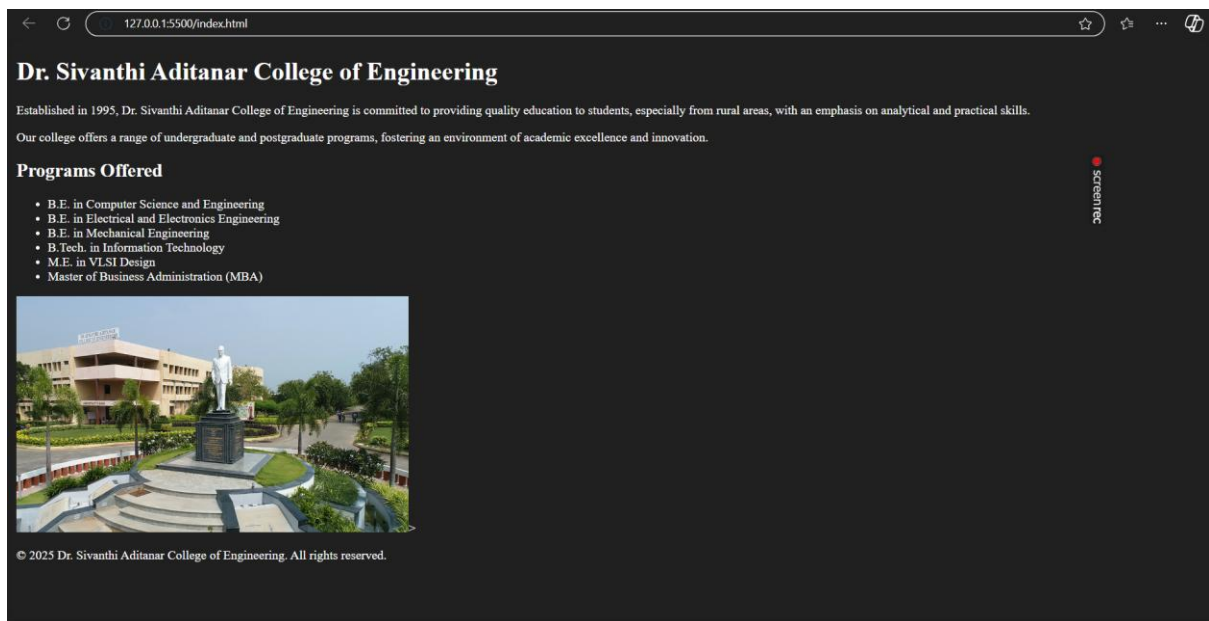 127.0.0.1:5500/index.html
Dr. Sivanthi Aditanar College of Engineering
Established in 1995, Dr. Sivanthi Aditanar College of Engineering is committed to providing quality education to students, especially from rural areas, with an emphasis on analytical and practical skills.
Our college offers a range of undergraduate and postgraduate programs, fostering an environment of academic excellence and innovation.
Programs Offered
• B.E. in Computer Science and Engineering
• B.E. in Electrical and Electronics Engineering
• B.E. in Mechanical Engineering
• B.Tech. in Information Technology
• M.E. in VLSI Design
• Master of Business Administration (MBA)
screenrec
>
© 2025 Dr. Sivanthi Aditanar College of Engineering. All rights reserved.